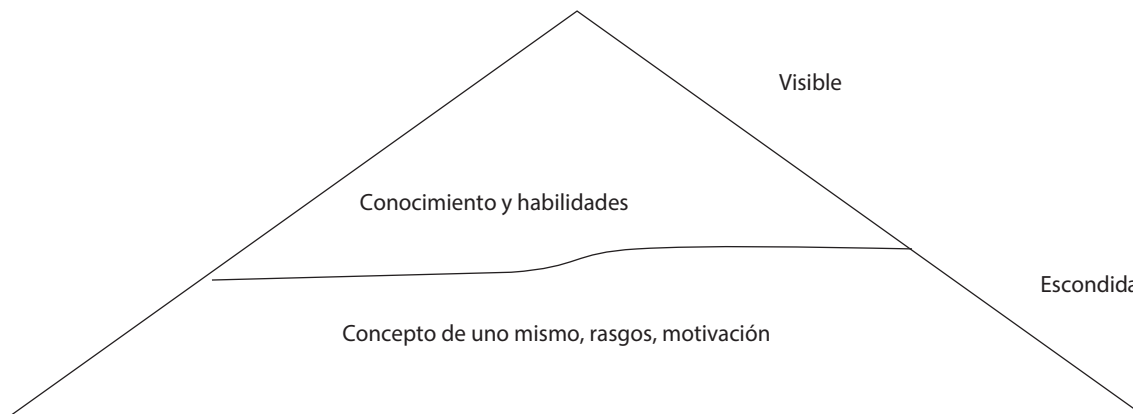 Visible
Conocimiento y habilidades
Escondida
Concepto de uno mismo, rasgos, motivación